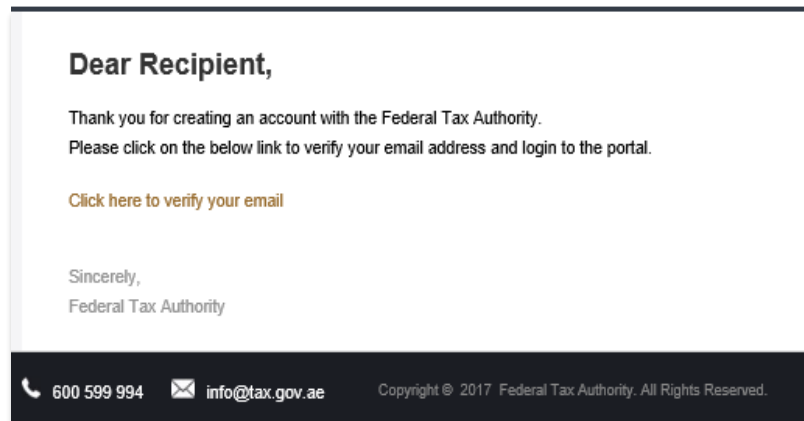 Dear Recipient,
Thank you for creating an account with the Federal Tax Authority.
Please click on the below link to verify your email address and login to the portal.
Click here to verify your email
Sincerely,
Federal Tax Authority
600 599 994 info@tax.gov.ae Copyright © 2017 Federal Tax Authority. All Rights Reserved.